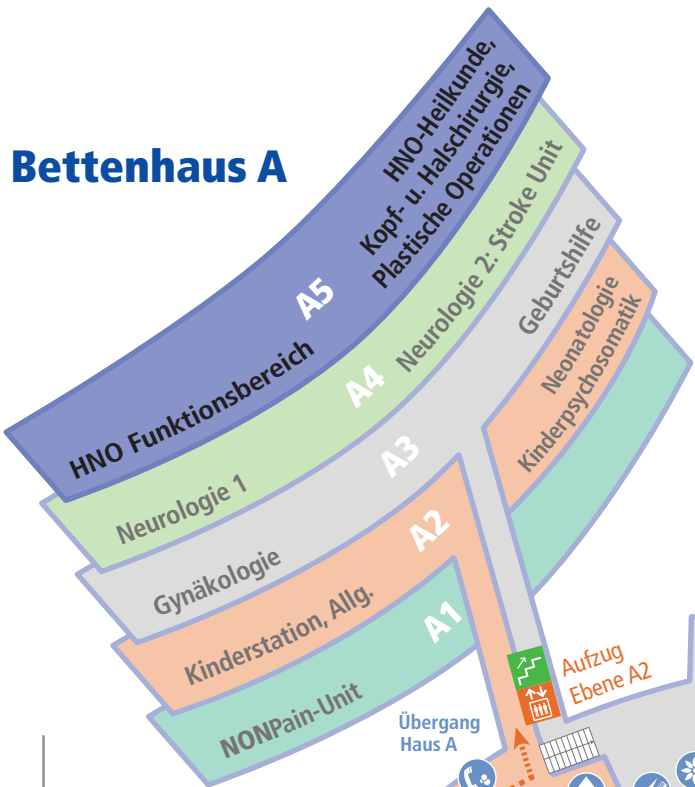 Bettenhaus A
HNO-Heilkunde,
Kopf- u. Halschirurgie,
Plastische Operationen
A5
HNO Funktionsbereich
Neurologie 2: Stroke Unit
A4
Neurologie 1
Geburtshilfe
A3
Gynäkologie
Neonatologie
Kinderpsychosomatik
A2
Kinderstation, Allg.
A1
NONPain-Unit
Aufzug
Ebene A2
Übergang
Haus A